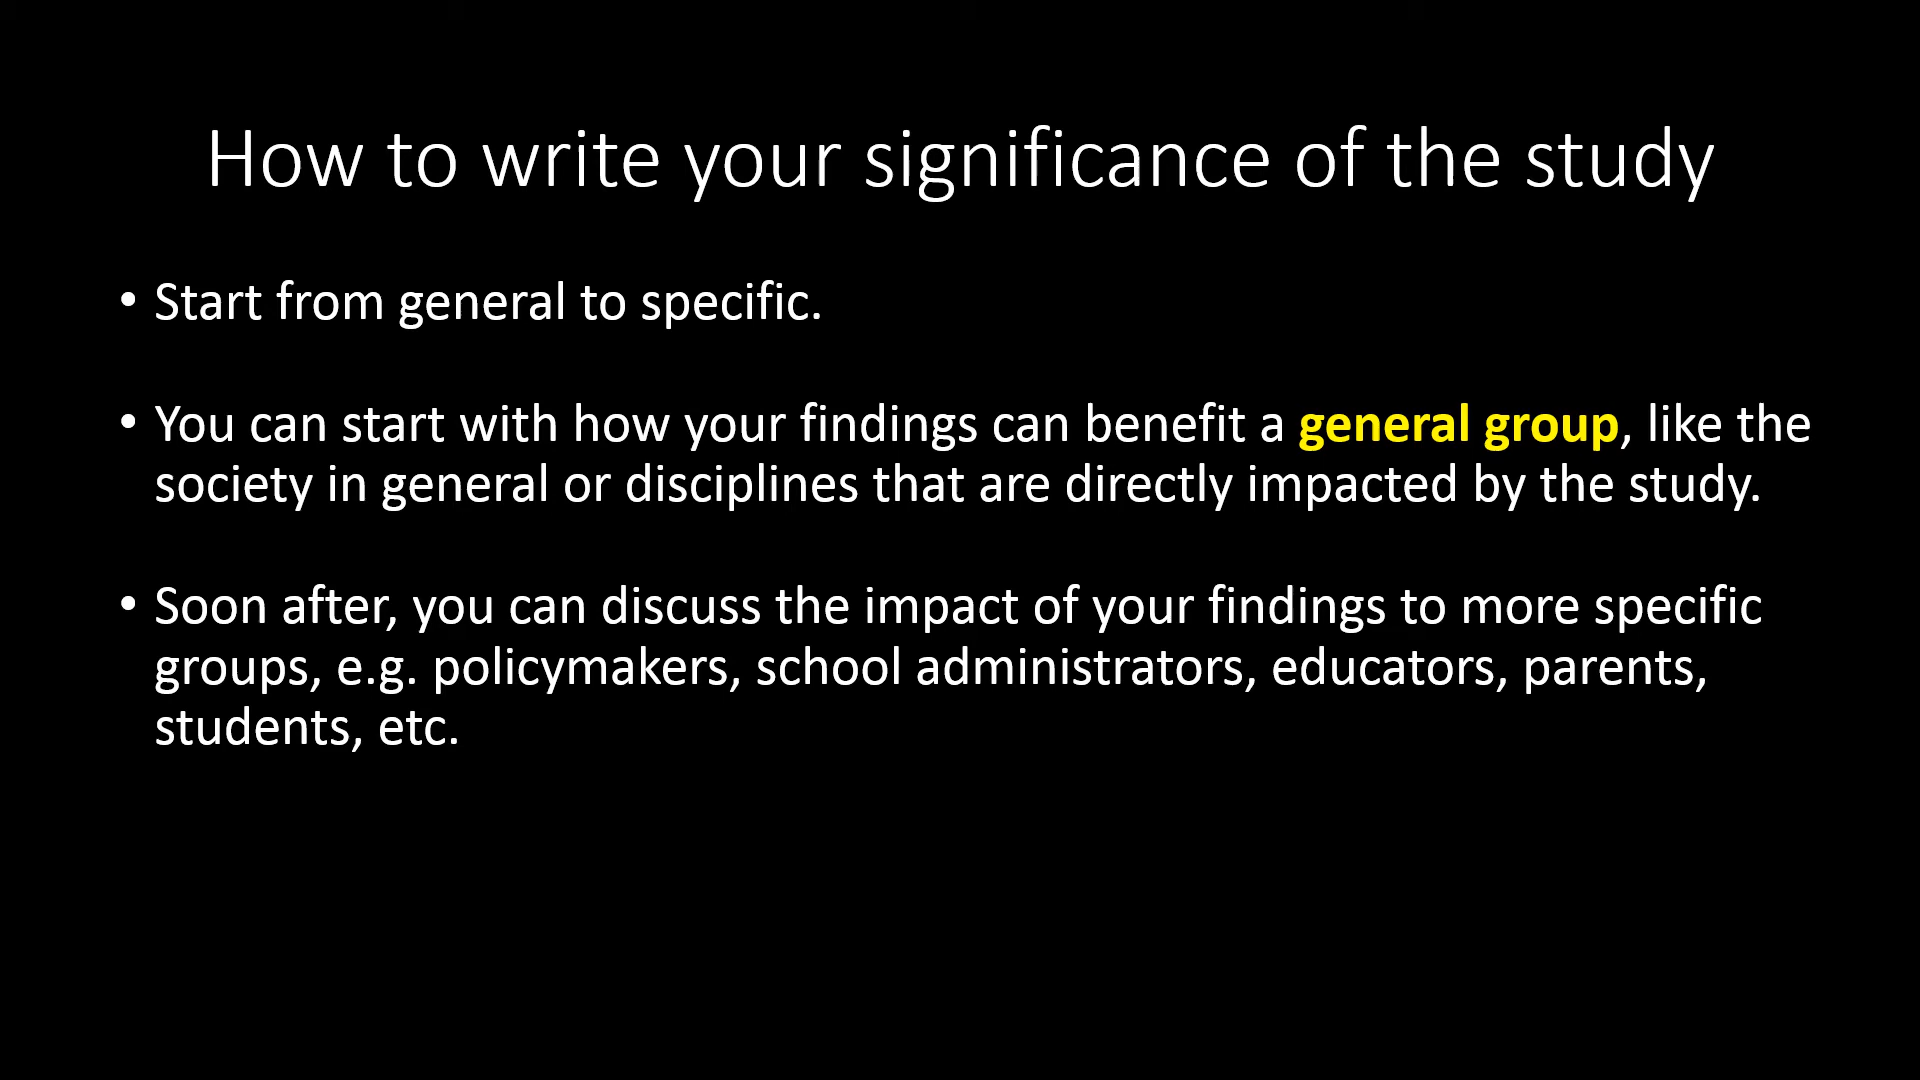 How to write your significance of the study
• Start from general to specific.
• You can start with how your findings can benefit a general group, like the
society in general or disciplines that are directly impacted by the study.
• Soon after, you can discuss the impact of your findings to more specific
groups, e.g. policymakers, school administrators, educators, parents,
students, etc.